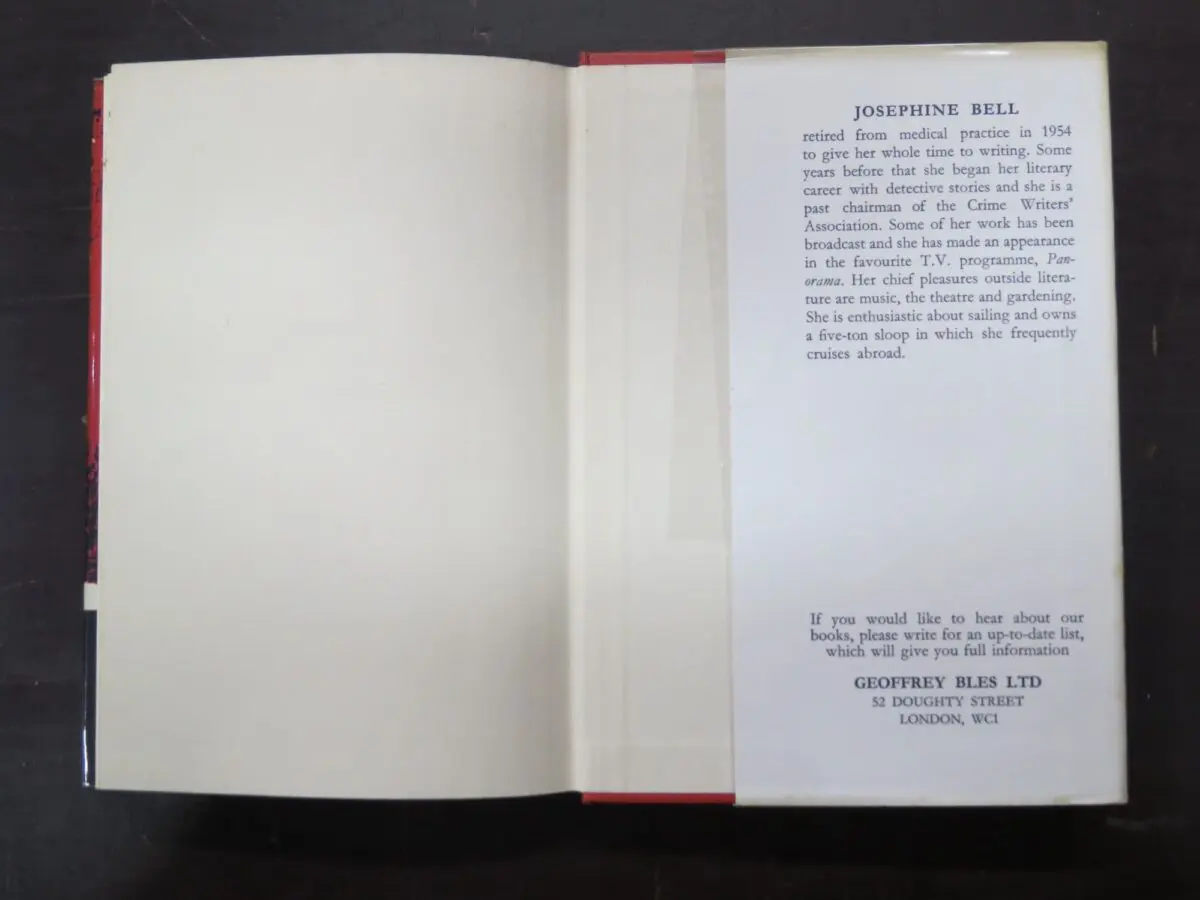 JOSEPHINE BELL
retired from medical practice in 1954
to give her whole time to writing. Some
years before that she began her literary
career with detective stories and she is a
past chairman of the Crime Writers'
Association. Some of her work has been
broadcast and she has made an appearance
in the favourite T.V. programme, Pan-
orama. Her chief pleasures outside litera-
ture are music, the theatre and gardening.
She is enthusiastic about sailing and owns
a five-ton sloop in which she frequently
cruises abroad.
If you would like to hear about our
books, please write for an up-to-date list,
which will give you full information
GEOFFREY BLES LTD
52 DOUGHTY STREET
LONDON, WC1